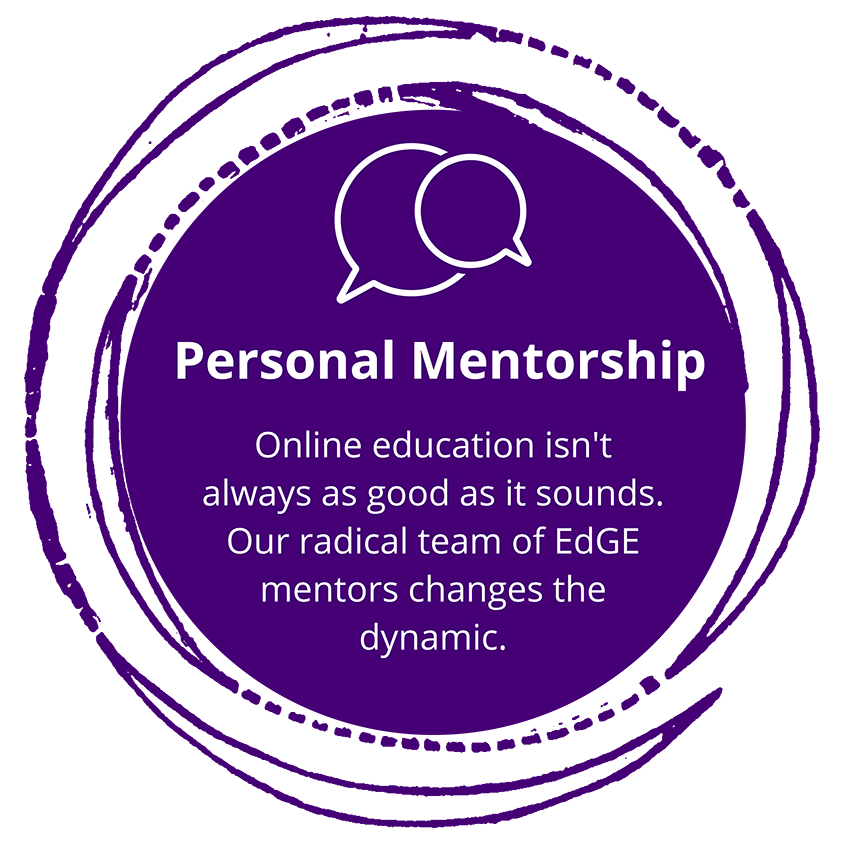 Personal Mentorship
Online education isn't
always as good as it sounds.
Our radical team of EdGE
mentors changes the
dynamic.